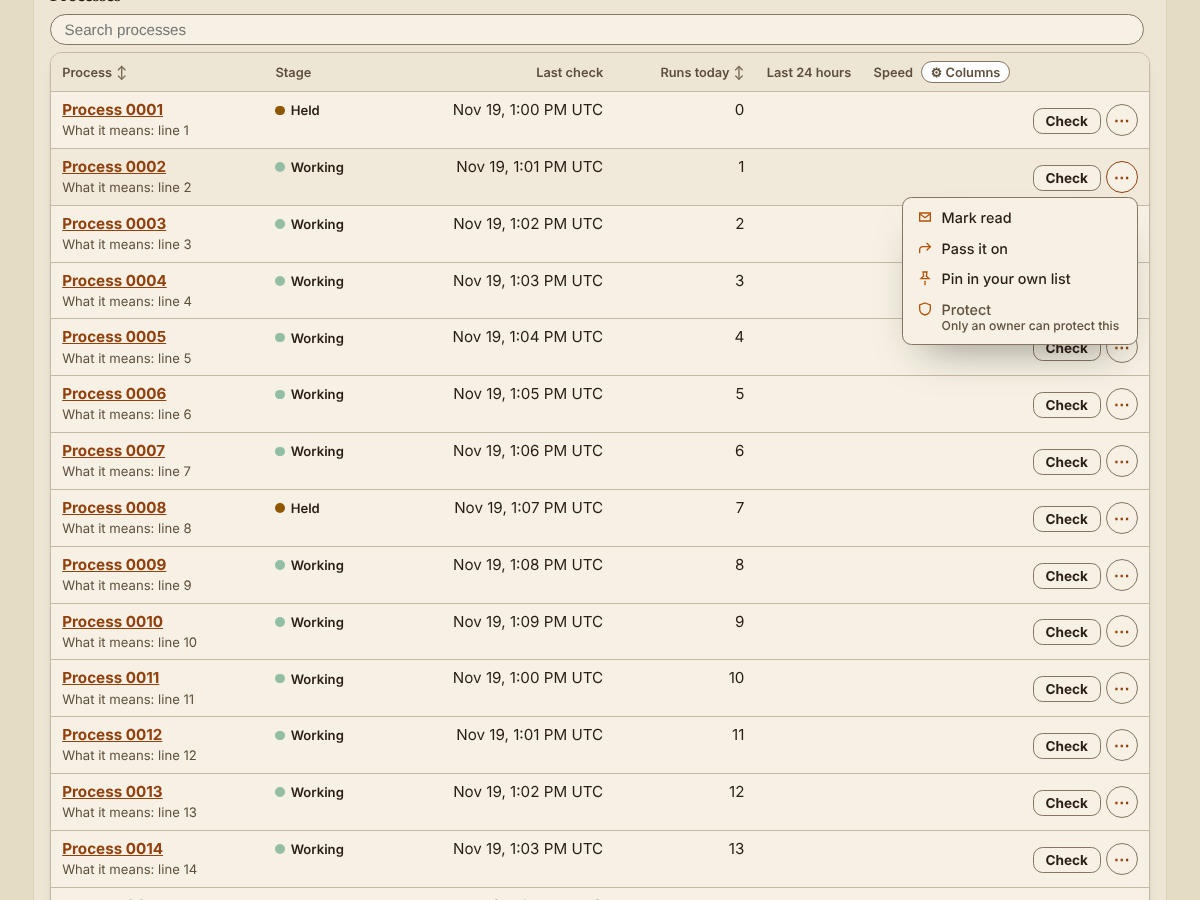 Search processes
Process Stage Last check Runs today Last 24 hours Speed ⚙ Columns
Process 0001 Held Nov 19, 1:00 PM UTC 0 Check
What it means: line 1
Process 0002 Working Nov 19, 1:01 PM UTC 1 Check
What it means: line 2
Process 0003 Working Nov 19, 1:02 PM UTC 2
What it means: line 3
Process 0004 Working Nov 19, 1:03 PM UTC 3
What it means: line 4
Process 0005 Working Nov 19, 1:04 PM UTC 4 Check
What it means: line 5
Mark read
Pass it on
Pin in your own list
Protect
Only an owner can protect this
Process 0006 Working Nov 19, 1:05 PM UTC 5 Check
What it means: line 6
Process 0007 Working Nov 19, 1:06 PM UTC 6 Check
What it means: line 7
Process 0008 Held Nov 19, 1:07 PM UTC 7 Check
What it means: line 8
Process 0009 Working Nov 19, 1:08 PM UTC 8 Check
What it means: line 9
Process 0010 Working Nov 19, 1:09 PM UTC 9 Check
What it means: line 10
Process 0011 Working Nov 19, 1:00 PM UTC 10 Check
What it means: line 11
Process 0012 Working Nov 19, 1:01 PM UTC 11 Check
What it means: line 12
Process 0013 Working Nov 19, 1:02 PM UTC 12 Check
What it means: line 13
Process 0014 Working Nov 19, 1:03 PM UTC 13 Check
What it means: line 14